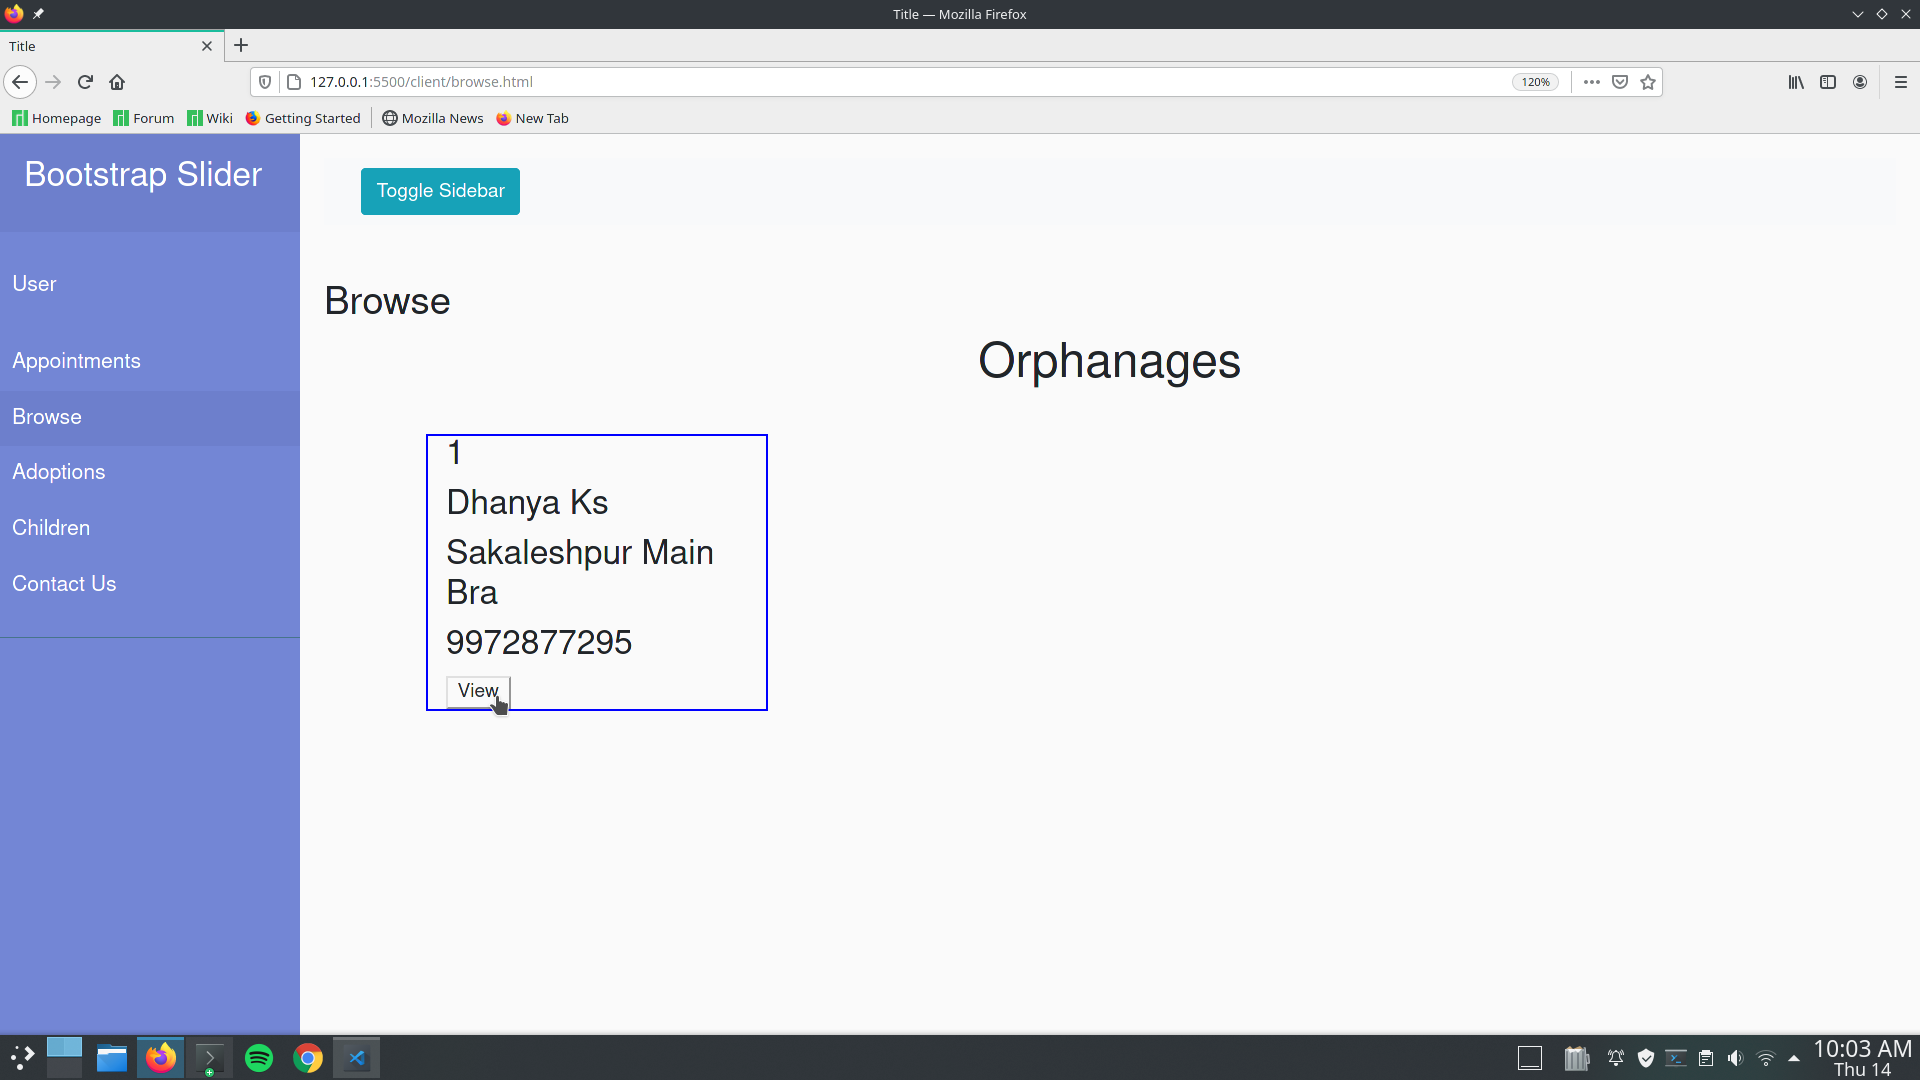 Title — Mozilla Firefox
Title
127.0.0.1:5500/client/browse.html
120%
Homepage
Forum
Wiki
Getting Started
Mozilla News
New Tab
Bootstrap Slider
Toggle Sidebar
User
Appointments
Browse
Adoptions
Children
Contact Us
Browse
Orphanages
1
Dhanya Ks
Sakaleshpur Main
Bra
9972877295
View
10:03 AM
Thu 14